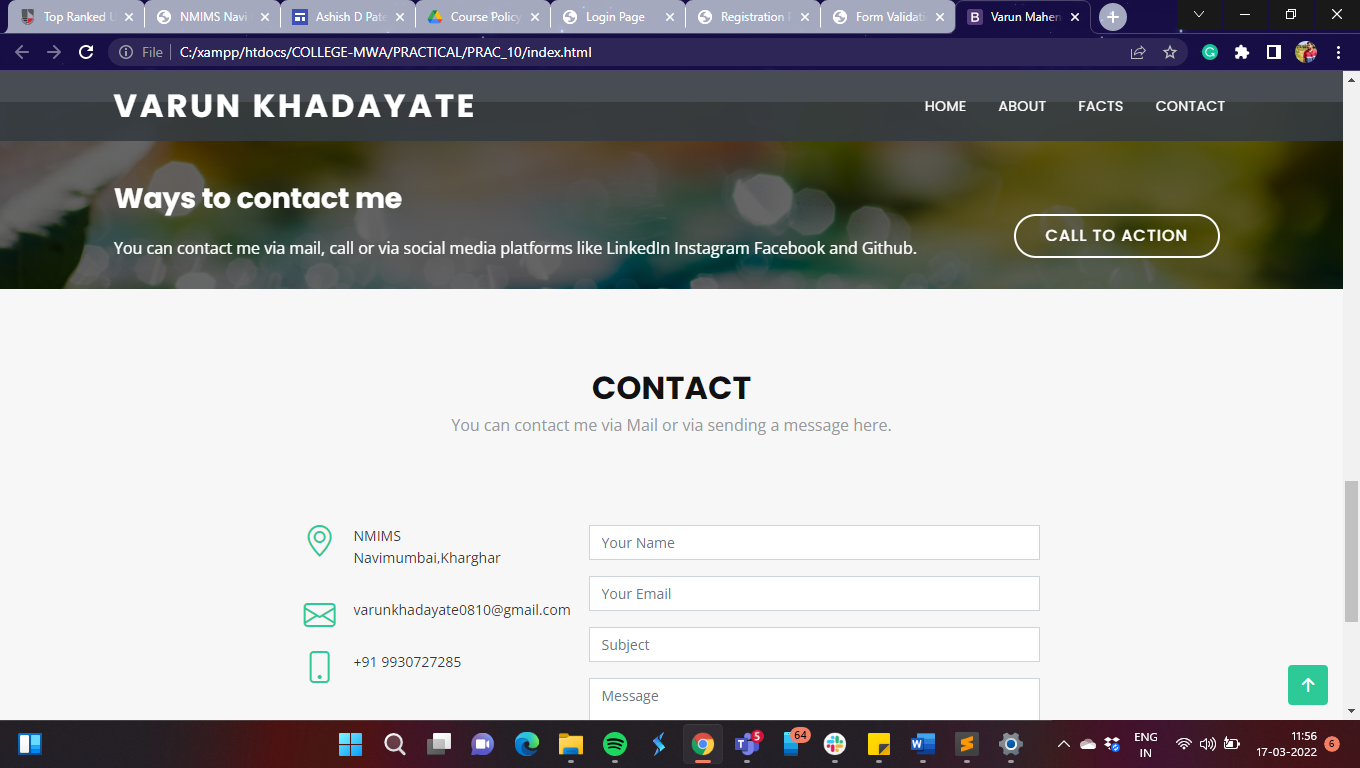 Top Ranked U
NMIMS Navi
Ashish D Pate
Course Policy
Login Page
Registration F
Form Validati
Varun Mahen
File
C:/xampp/htdocs/COLLEGE-MWA/PRACTICAL/PRAC_10/index.html
VARUN KHADAYATE
HOME
ABOUT
FACTS
CONTACT
Ways to contact me
You can contact me via mail, call or via social media platforms like LinkedIn Instagram Facebook and Github.
CALL TO ACTION
CONTACT
You can contact me via Mail or via sending a message here.
NMIMS
Navimumbai,Kharghar
varunkhadayate0810@gmail.com
+91 9930727285
Your Name
Your Email
Subject
Message
5
64
ENG
IN
11:56
17-03-2022
6